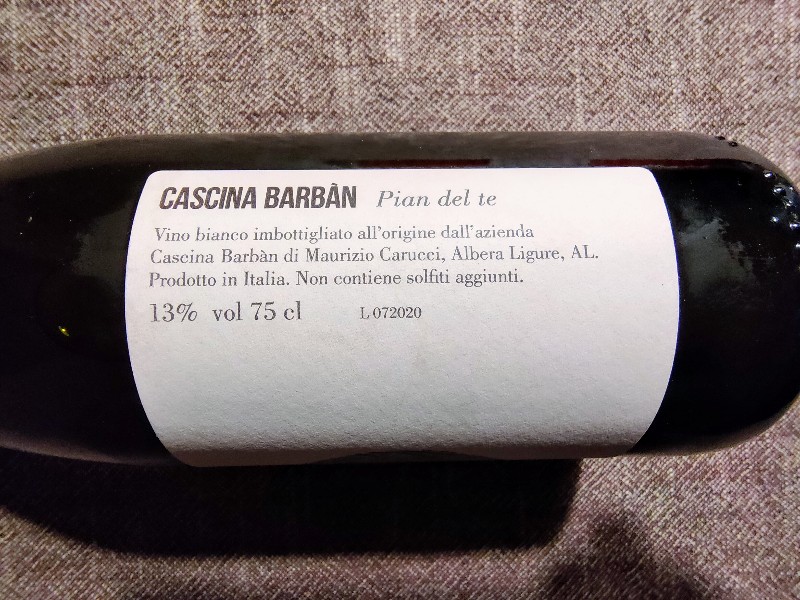 CASCINA BARBÀN Pian del te
Vino bianco imbottigliato all'origine dall'azienda
Cascina Barbàn di Maurizio Carucci, Albera Ligure, AL.
Prodotto in Italia. Non contiene solfiti aggiunti.
13% vol 75 cl L 072020